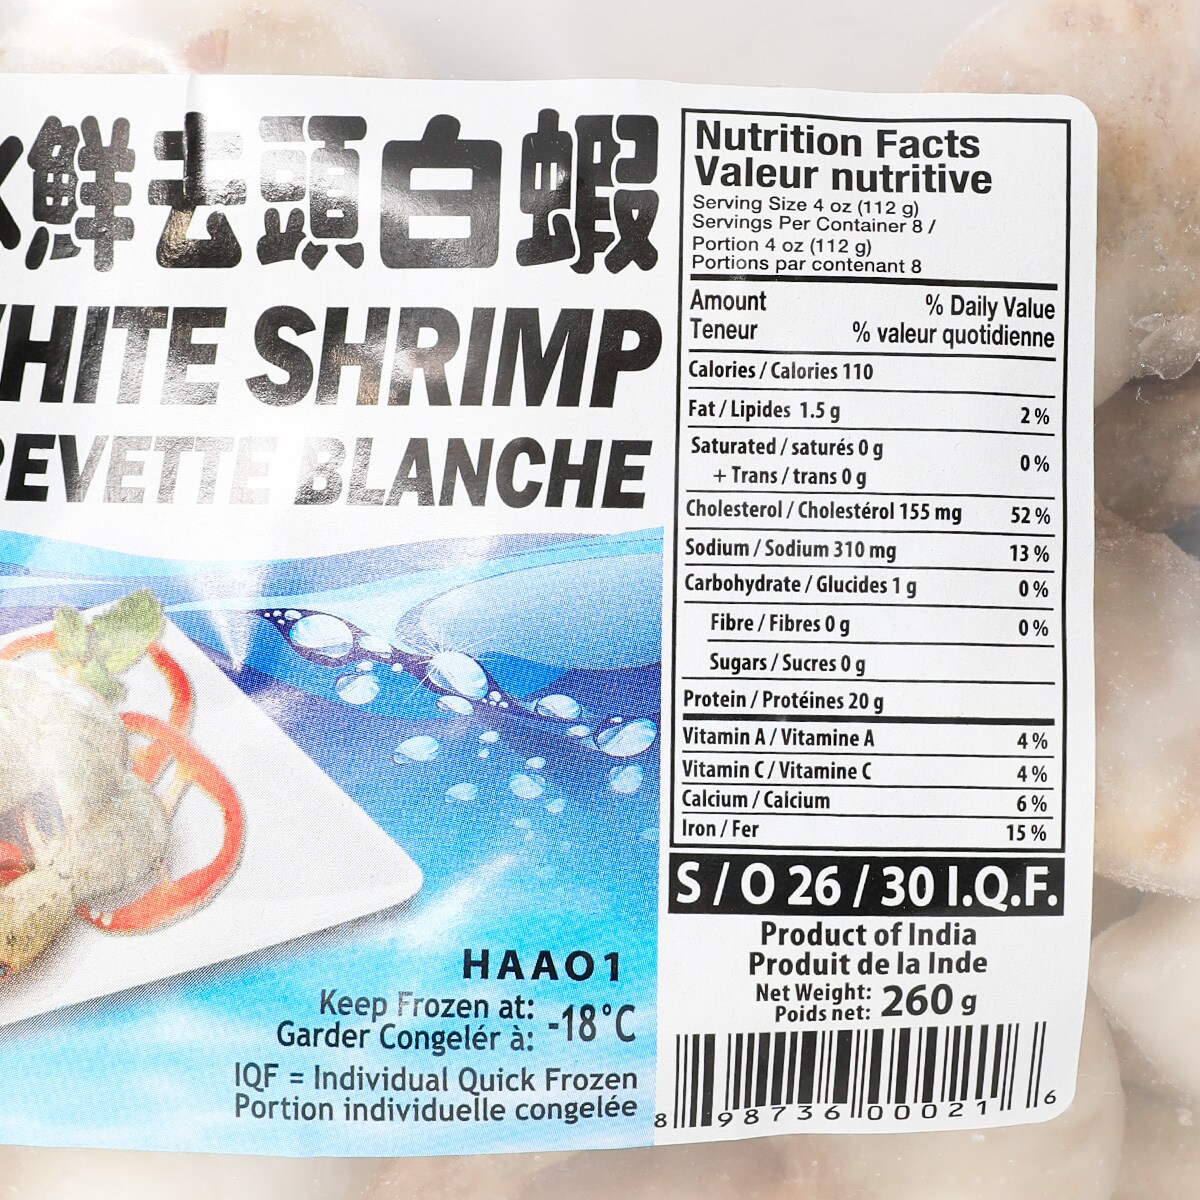 鮮去頭白蝦
HITE SHRIMP
EVETTE BLANCHE
HAAO1
Keep Frozen at:
Garder Congelér à: -18°C
IQF = Individual Quick Frozen
Portion individuelle congelée
Nutrition Facts
Valeur nutritive
Serving Size 4 oz (112 g)
Servings Per Container 8 /
Portion 4 oz (112 g)
Portions par contenant 8
Amount % Daily Value
Teneur % valeur quotidienne
Calories / Calories 110
Fat / Lipides 1.5 g 2 %
Saturated / saturés 0 g
+ Trans / trans 0 g 0 %
Cholesterol / Cholestérol 155 mg 52 %
Sodium / Sodium 310 mg 13 %
Carbohydrate / Glucides 1 g 0 %
Fibre / Fibres 0 g 0 %
Sugars / Sucres 0 g
Protein / Protéines 20 g
Vitamin A / Vitamine A 4 %
Vitamin C / Vitamine C 4 %
Calcium / Calcium 6 %
Iron / Fer 15 %
S / O 26 / 30 I.Q.F.
Product of India
Produit de la Inde
Net Weight:
Poids net: 260 g
8 98736 00021 6